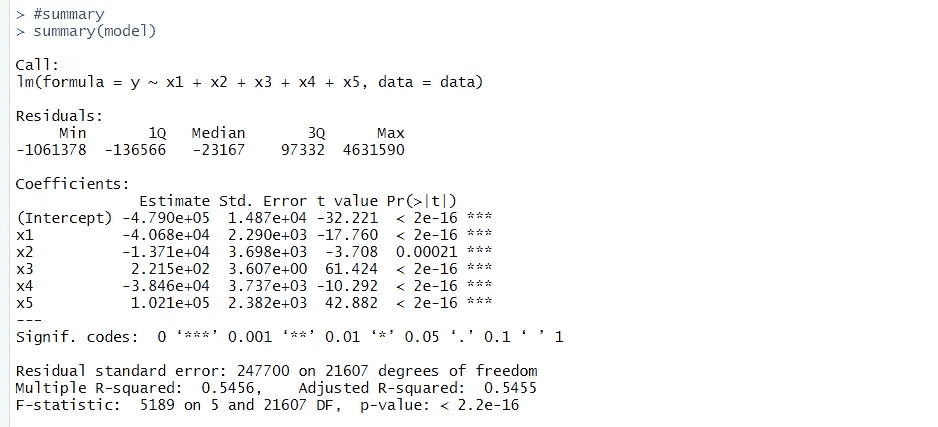 > #summary
> summary(model)
Call:
lm(formula = y ~ x1 + x2 + x3 + x4 + x5, data = data)
Residuals:
     Min       1Q   Median       3Q      Max
-1061378  -136566   -23167    97332  4631590
Coefficients:
              Estimate Std. Error t value Pr(>|t|)
(Intercept) -4.790e+05  1.487e+04 -32.221  < 2e-16 ***
x1          -4.068e+04  2.290e+03 -17.760  < 2e-16 ***
x2          -1.371e+04  3.698e+03  -3.708  0.00021 ***
x3           2.215e+02  3.607e+00  61.424  < 2e-16 ***
x4          -3.846e+04  3.737e+03 -10.292  < 2e-16 ***
x5           1.021e+05  2.382e+03  42.882  < 2e-16 ***
---
Signif. codes:  0 ‘***’ 0.001 ‘**’ 0.01 ‘*’ 0.05 ‘.’ 0.1 ‘ ’ 1
Residual standard error: 247700 on 21607 degrees of freedom
Multiple R-squared:  0.5456,    Adjusted R-squared:  0.5455
F-statistic:  5189 on 5 and 21607 DF,  p-value: < 2.2e-16